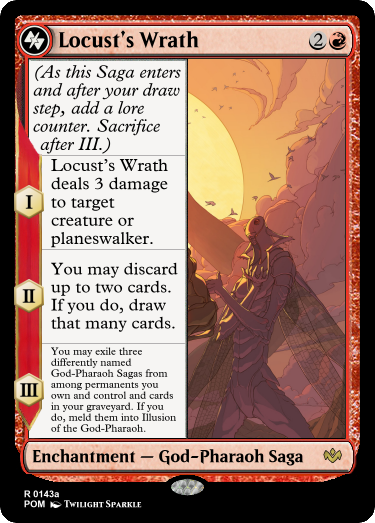 Locust's Wrath 2
(As this Saga enters
and after your draw
step, add a lore
counter. Sacrifice
after III.)
I
Locust's Wrath
deals 3 damage
to target
creature or
planeswalker.
II
You may discard
up to two cards.
If you do, draw
that many cards.
III
You may exile three
differently named
God-Pharaoh Sagas from
among permanents you
own and control and cards
in your graveyard. If you
do, meld them into Illusion
of the God-Pharaoh.
Enchantment — God-Pharaoh Saga
R 0143a
POM Twilight Sparkle